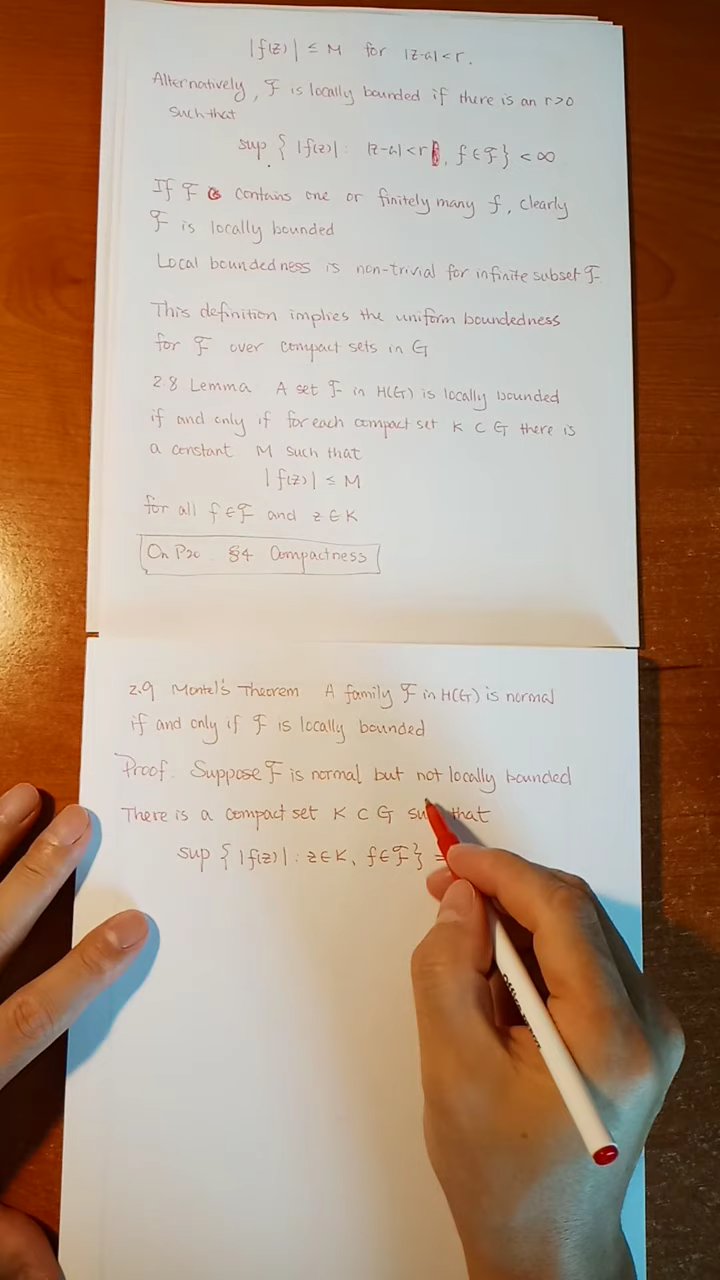 |f(z)| ≤ M for |z-a|<r.
Alternatively, ℱ is locally bounded if there is an r>0
such that
sup { |f(z)| : |z-a|<r , f∈ℱ } < ∞
If ℱ contains one or finitely many f, clearly
ℱ is locally bounded
Local boundedness is non-trivial for infinite subset ℱ.
This definition implies the uniform boundedness
for ℱ over compact sets in G
2.8 Lemma A set ℱ in H(G) is locally bounded
if and only if for each compact set K ⊂ G there is
a constant M such that
|f(z)| ≤ M
for all f∈ℱ and z∈K
On P20 §4 Compactness
2.9 Montel's Theorem A family ℱ in H(G) is normal
if and only if ℱ is locally bounded
Proof. Suppose ℱ is normal but not locally bounded
There is a compact set K ⊂ G that
sup { |f(z)| : z∈K, f∈ℱ } =